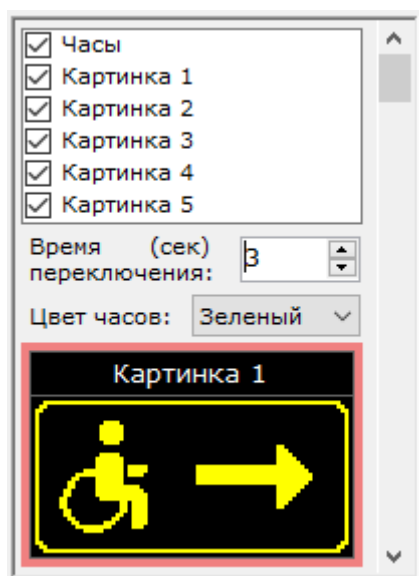 Часы
Картинка 1
Картинка 2
Картинка 3
Картинка 4
Картинка 5
Время (сек)
переключения: 3
Цвет часов: Зеленый
Картинка 1